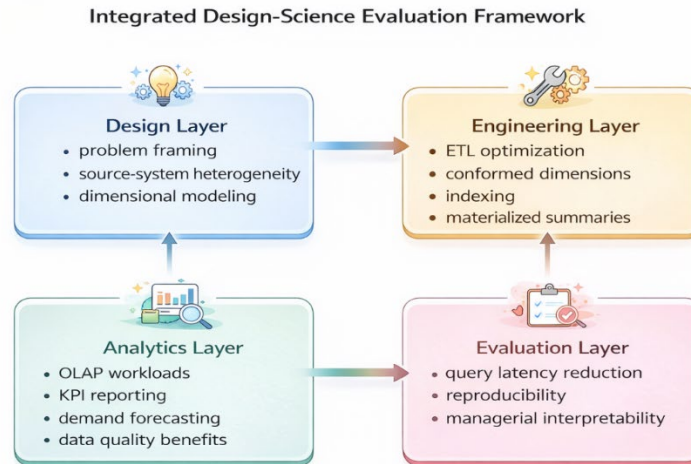 Integrated Design-Science Evaluation Framework
Design Layer
• problem framing
• source-system heterogeneity
• dimensional modeling
Engineering Layer
• ETL optimization
• conformed dimensions
• indexing
• materialized summaries
Analytics Layer
• OLAP workloads
• KPI reporting
• demand forecasting
• data quality benefits
Evaluation Layer
• query latency reduction
• reproducibility
• managerial interpretability